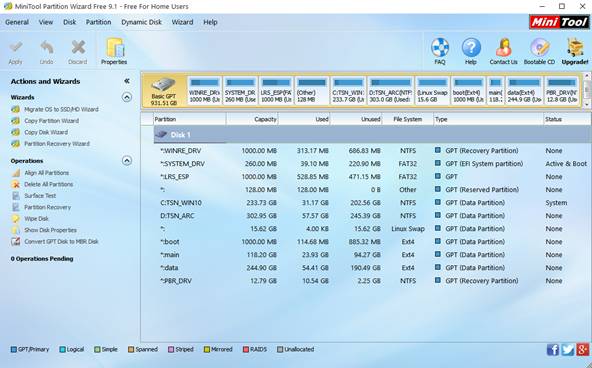 MiniTool Partition Wizard Free 9.1 - Free For Home Users
General View Disk Partition Dynamic Disk Wizard Help
Mini Tool
Apply Undo Discard Properties FAQ Help Contact Us Bootable CD Upgrade!
Actions and Wizards
Wizards
Migrate OS to SSD/HD Wizard
Copy Partition Wizard
Copy Disk Wizard
Partition Recovery Wizard
Operations
Align All Partitions
Delete All Partitions
Surface Test
Partition Recovery
Wipe Disk
Show Disk Properties
Convert GPT Disk to MBR Disk
0 Operations Pending
Basic GPT WINRE_DR SYSTEM_DR LRS_ESP(FA (Other) C:TSN_WIN D:TSN_ARC(NTF: (Linux Swap boot(Ext4) main( data(Ext4) PBR_DRV(N'
931.51 GB 1000 MB (U 260 MB (Use 1000 MB (U 128 MB 233.7 GB (U: 303.0 GB (Used: 15.6 GB 1000 MB (Us 118.2 244.9 GB (Us 12.8 GB (Use
Partition Capacity Used Unused File System Type Status
Disk 1
*:WINRE_DRV 1000.00 MB 313.17 MB 686.83 MB NTFS GPT (Recovery Partition) None
*:SYSTEM_DRV 260.00 MB 39.10 MB 220.90 MB FAT32 GPT (EFI System partition) Active & Boot
*:LRS_ESP 1000.00 MB 528.85 MB 471.15 MB FAT32 GPT (Data Partition) None
*: 128.00 MB 128.00 MB 0 B Other GPT (Reserved Partition) None
C:TSN_WIN10 233.73 GB 31.17 GB 202.56 GB NTFS GPT (Data Partition) System
D:TSN_ARC 302.95 GB 57.57 GB 245.39 GB NTFS GPT (Data Partition) None
*: 15.62 GB 4.00 KB 15.62 GB Linux Swap GPT (Data Partition) None
*:boot 1000.00 MB 114.68 MB 885.32 MB Ext4 GPT (Data Partition) None
*:main 118.20 GB 23.93 GB 94.27 GB Ext4 GPT (Data Partition) None
*:data 244.90 GB 54.41 GB 190.49 GB Ext4 GPT (Data Partition) None
*:PBR_DRV 12.79 GB 10.54 GB 2.25 GB NTFS GPT (Recovery Partition) None
GPT/Primary Logical Simple Spanned Striped Mirrored RAID5 Unallocated